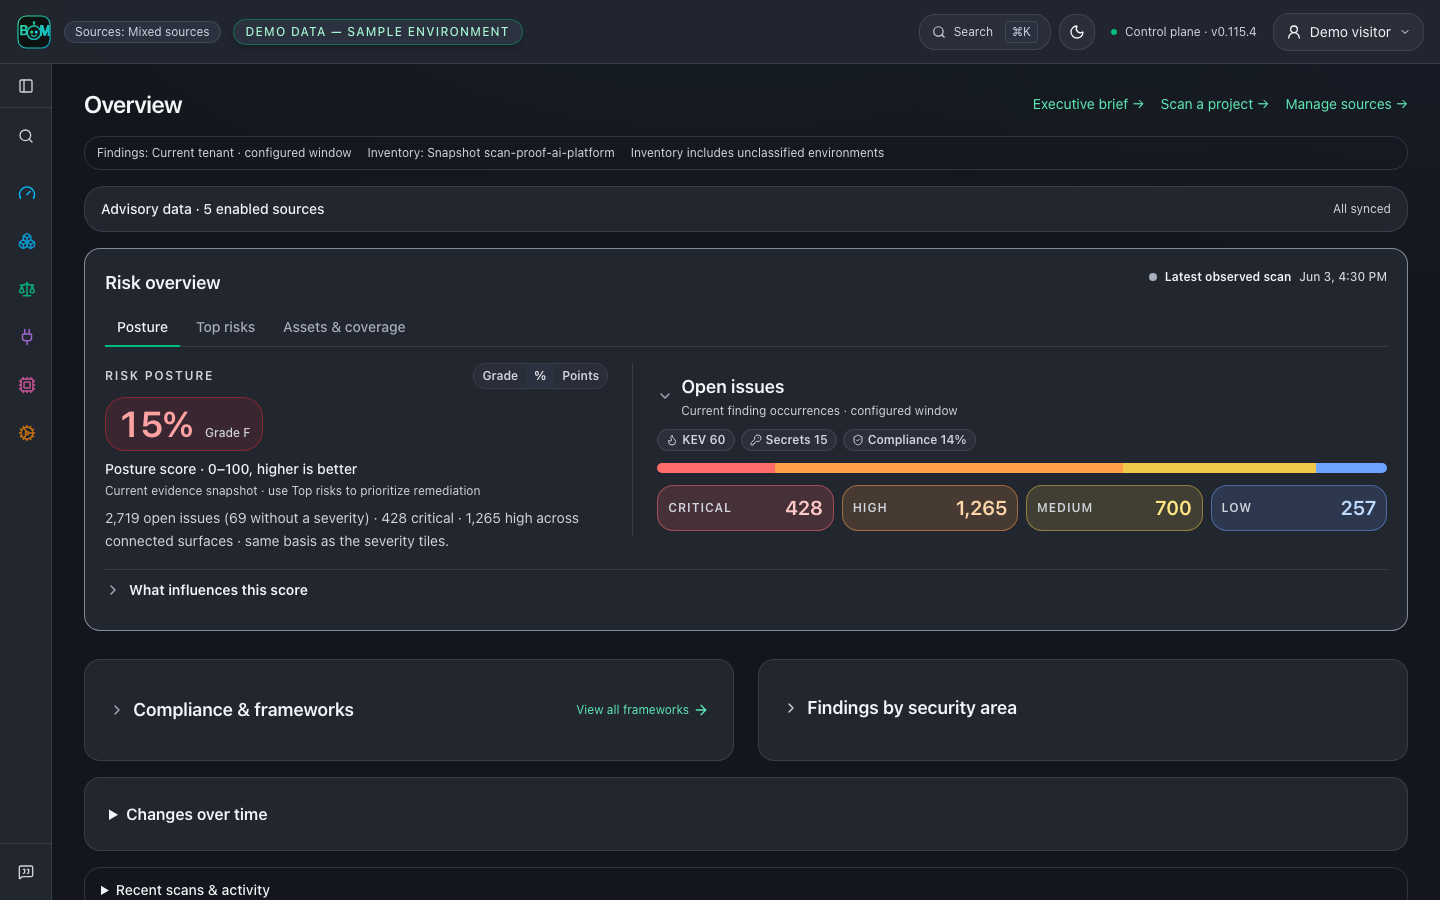 BOM
Sources: Mixed sources
DEMO DATA — SAMPLE ENVIRONMENT
Search ⌘K
Control plane · v0.115.4
Demo visitor
Overview
Executive brief →
Scan a project →
Manage sources →
Findings: Current tenant · configured window
Inventory: Snapshot scan-proof-ai-platform
Inventory includes unclassified environments
Advisory data · 5 enabled sources
All synced
Risk overview
Latest observed scan Jun 3, 4:30 PM
Posture
Top risks
Assets & coverage
RISK POSTURE
Grade % Points
15% Grade F
Posture score · 0–100, higher is better
Current evidence snapshot · use Top risks to prioritize remediation
2,719 open issues (69 without a severity) · 428 critical · 1,265 high across
connected surfaces · same basis as the severity tiles.
Open issues
Current finding occurrences · configured window
KEV 60
Secrets 15
Compliance 14%
CRITICAL 428
HIGH 1,265
MEDIUM 700
LOW 257
What influences this score
Compliance & frameworks
View all frameworks →
Findings by security area
Changes over time
Recent scans & activity